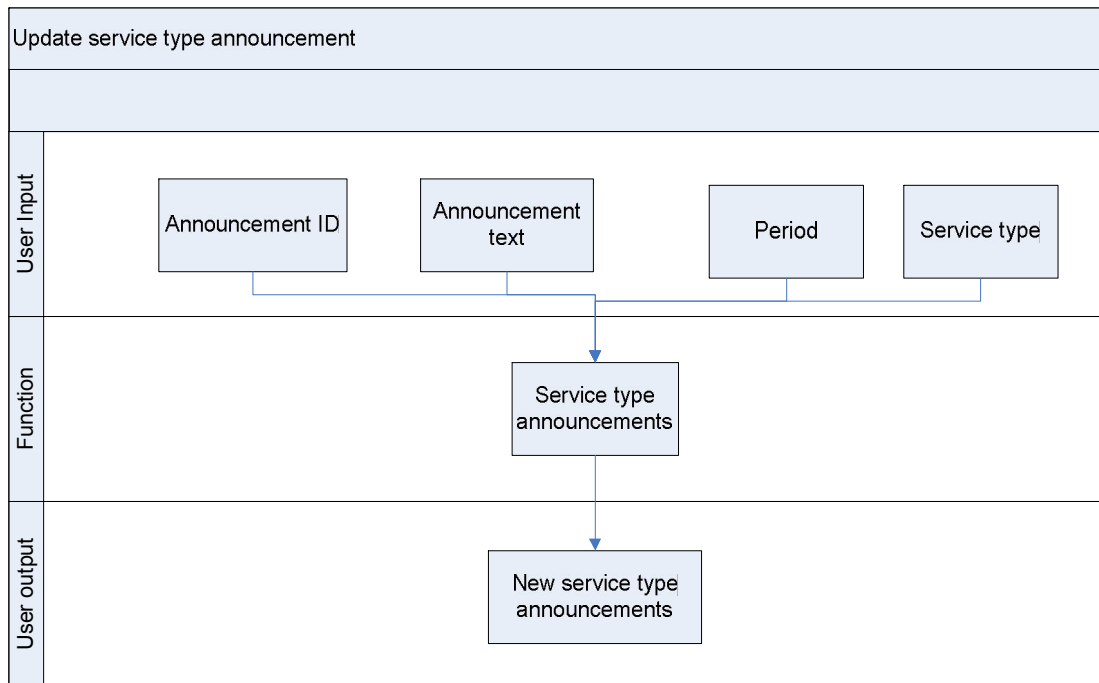 Update service type announcement
User Input
Announcement ID
Announcement
text
Period
Service type
Function
Service type
announcements
User output
New service type
announcements